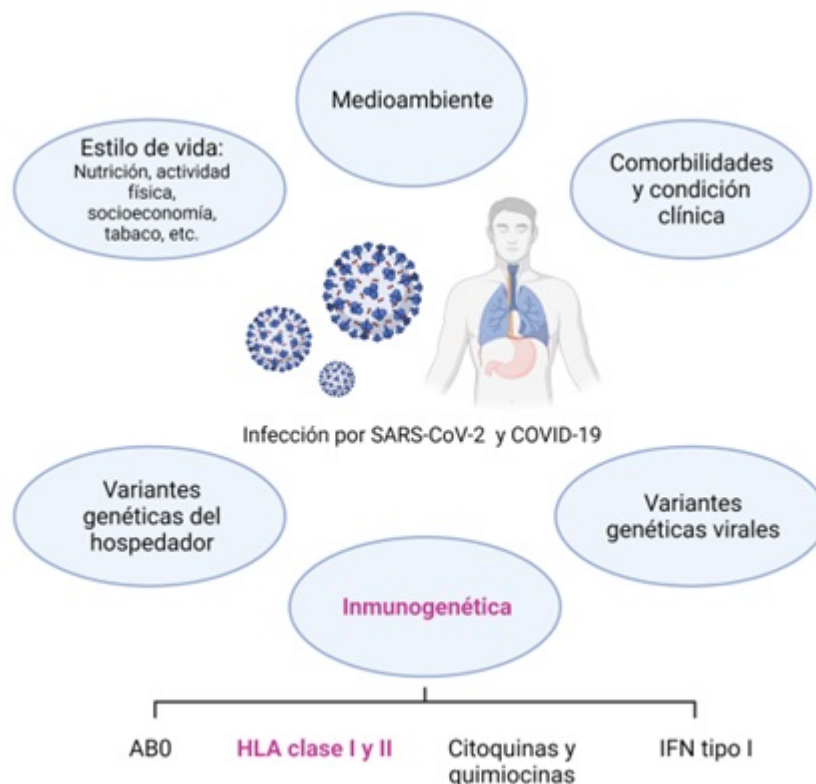 Medioambiente
Estilo de vida:
Nutrición, actividad
física,
socioeconomía,
tabaco, etc.
Comorbilidades
y condición
clínica
Infección por SARS-CoV-2 y COVID-19
Variantes
genéticas del
hospedador
Variantes
genéticas virales
Inmunogenética
AB0
HLA clase I y II
Citoquinas y
quimiocinas
IFN tipo I